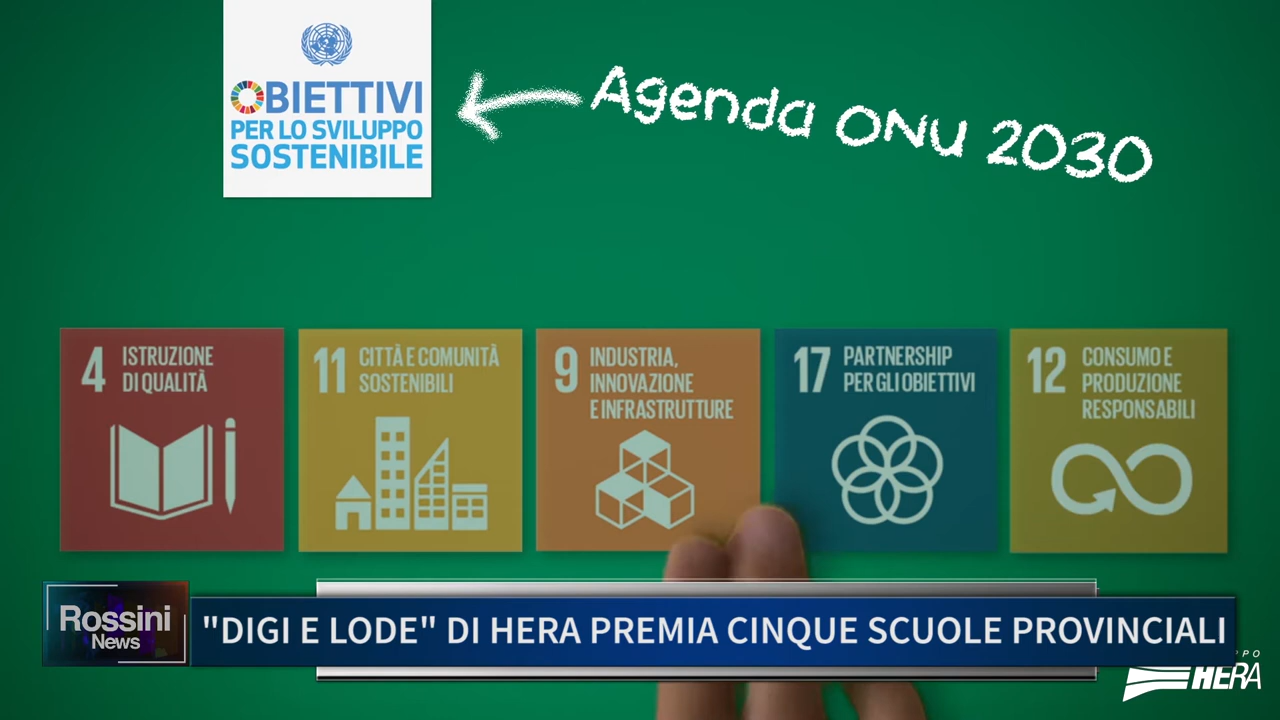 OBIETTIVI
PER LO SVILUPPO
SOSTENIBILE
Agenda ONU 2030
4 ISTRUZIONE
DI QUALITÀ
11 CITTÀ E COMUNITÀ
SOSTENIBILI
9 INDUSTRIA,
INNOVAZIONE
E INFRASTRUTTURE
17 PARTNERSHIP
PER GLI OBIETTIVI
12 CONSUMO E
PRODUZIONE
RESPONSABILI
Rossini
News
"DIGI E LODE" DI HERA PREMIA CINQUE SCUOLE PROVINCIALI
PPO
HERA